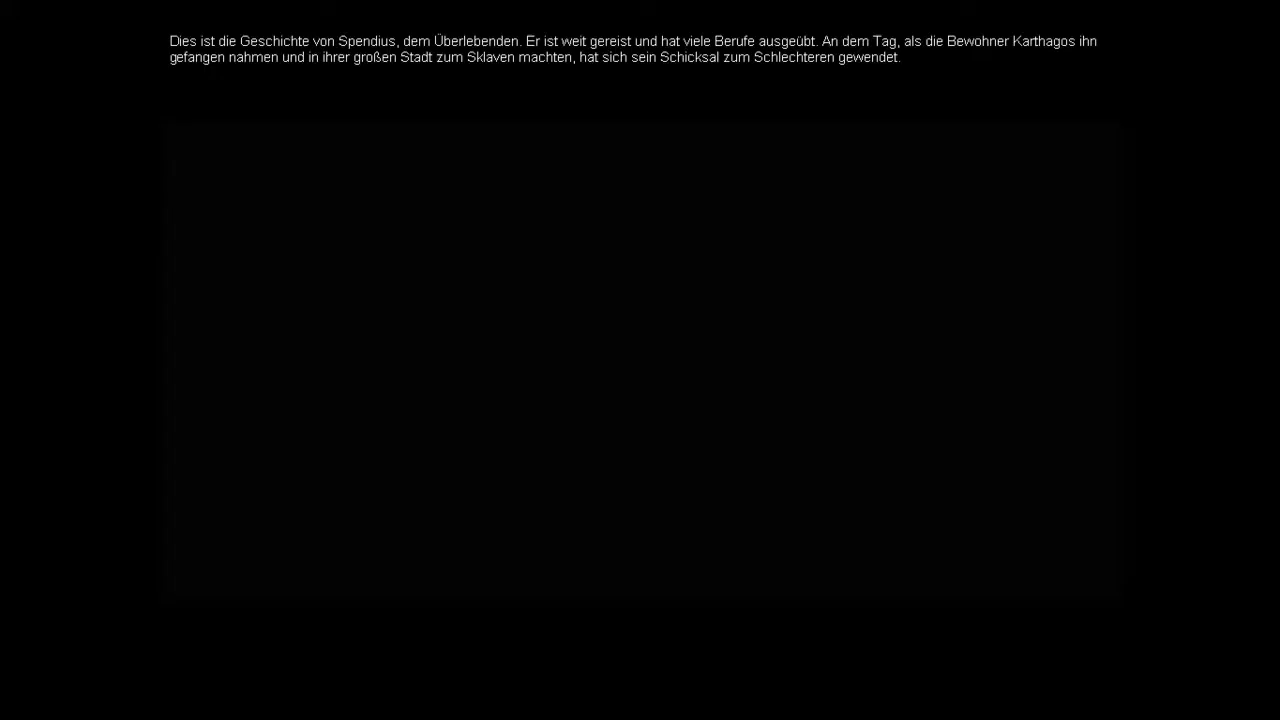 Dies ist die Geschichte von Spendius, dem Überlebenden. Er ist weit gereist und hat viele Berufe ausgeübt. An dem Tag, als die Bewohner Karthagos ihn
gefangen nahmen und in ihrer großen Stadt zum Sklaven machten, hat sich sein Schicksal zum Schlechteren gewendet.